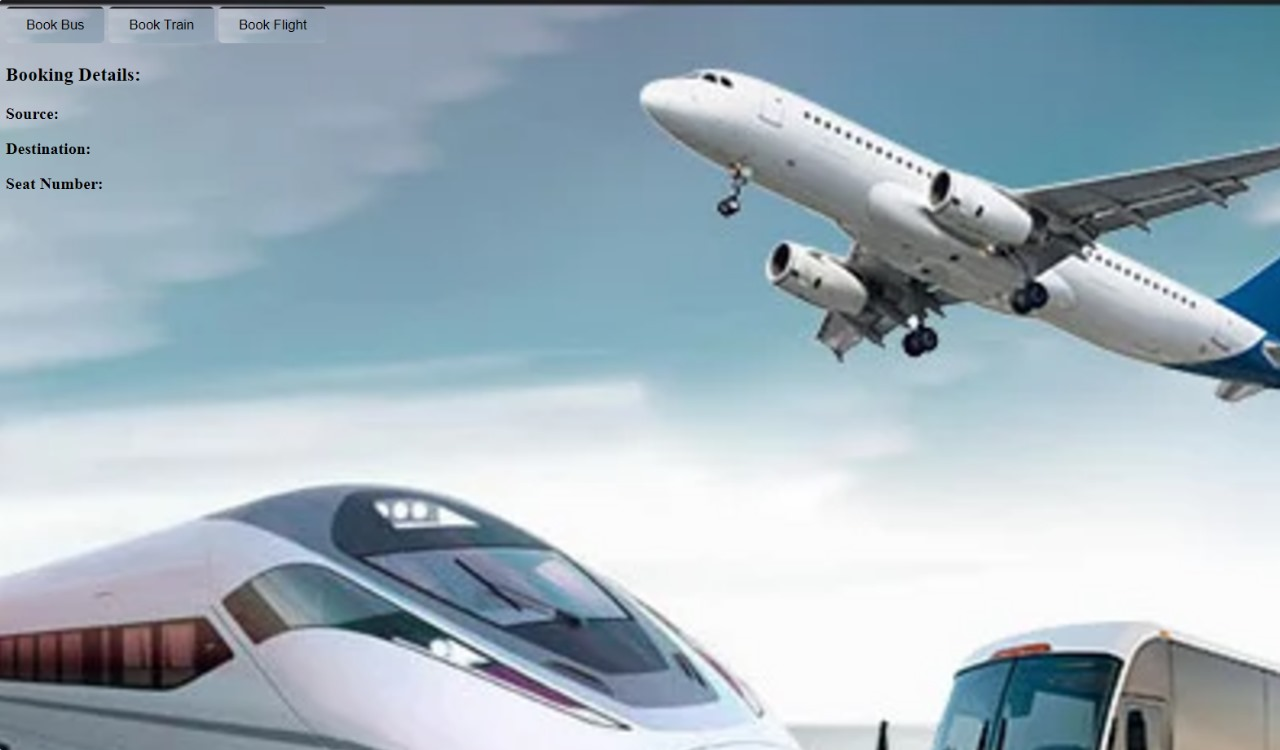 Book Bus Book Train Book Flight
Booking Details:
Source:
Destination:
Seat Number: